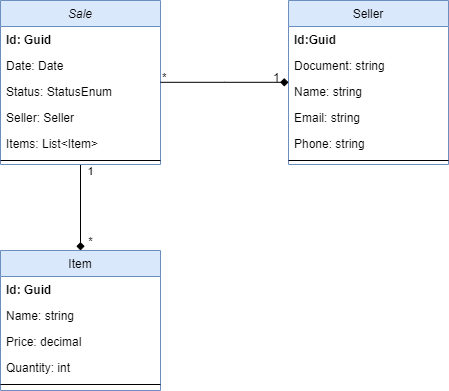 Sale
Id: Guid
Date: Date
Status: StatusEnum
Seller: Seller
Items: List<Item>
*
1
Seller
Id:Guid
Document: string
Name: string
Email: string
Phone: string
1
*
Item
Id: Guid
Name: string
Price: decimal
Quantity: int